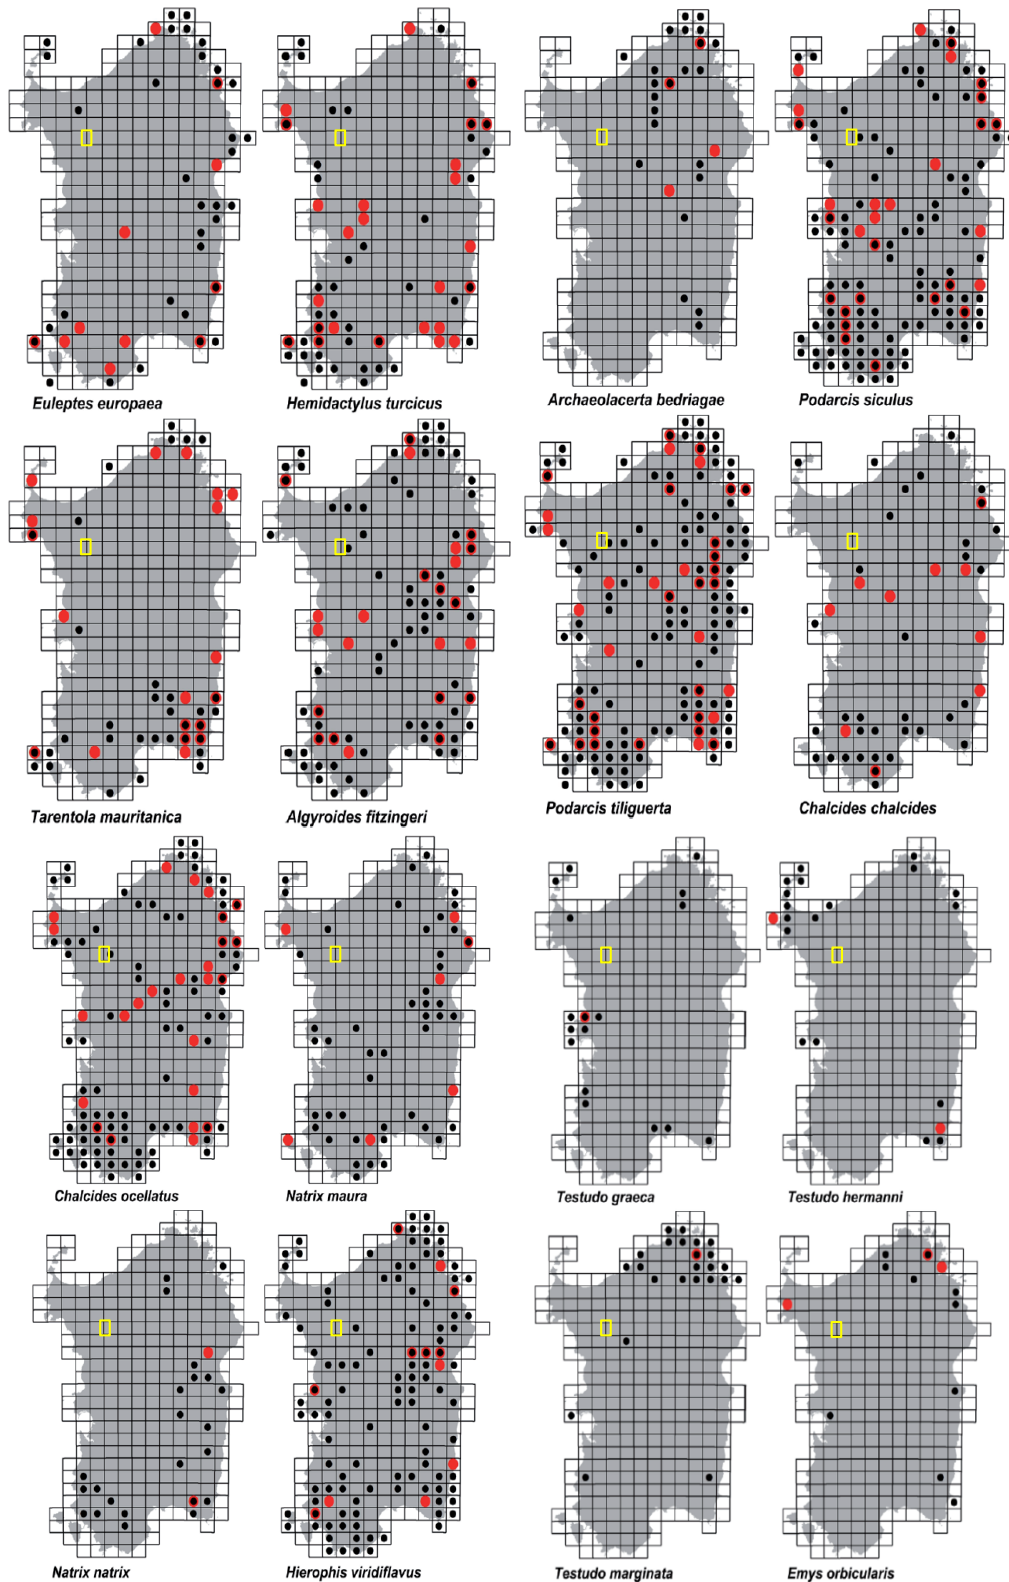 Euleptes europaea
Hemidactylus turcicus
Archaeolacerta bedriagae
Podarcis siculus
Tarentola mauritanica
Algyroides fitzingeri
Podarcis tiliguerta
Chalcides chalcides
Chalcides ocellatus
Natrix maura
Testudo graeca
Testudo hermanni
Natrix natrix
Hierophis viridiflavus
Testudo marginata
Emys orbicularis